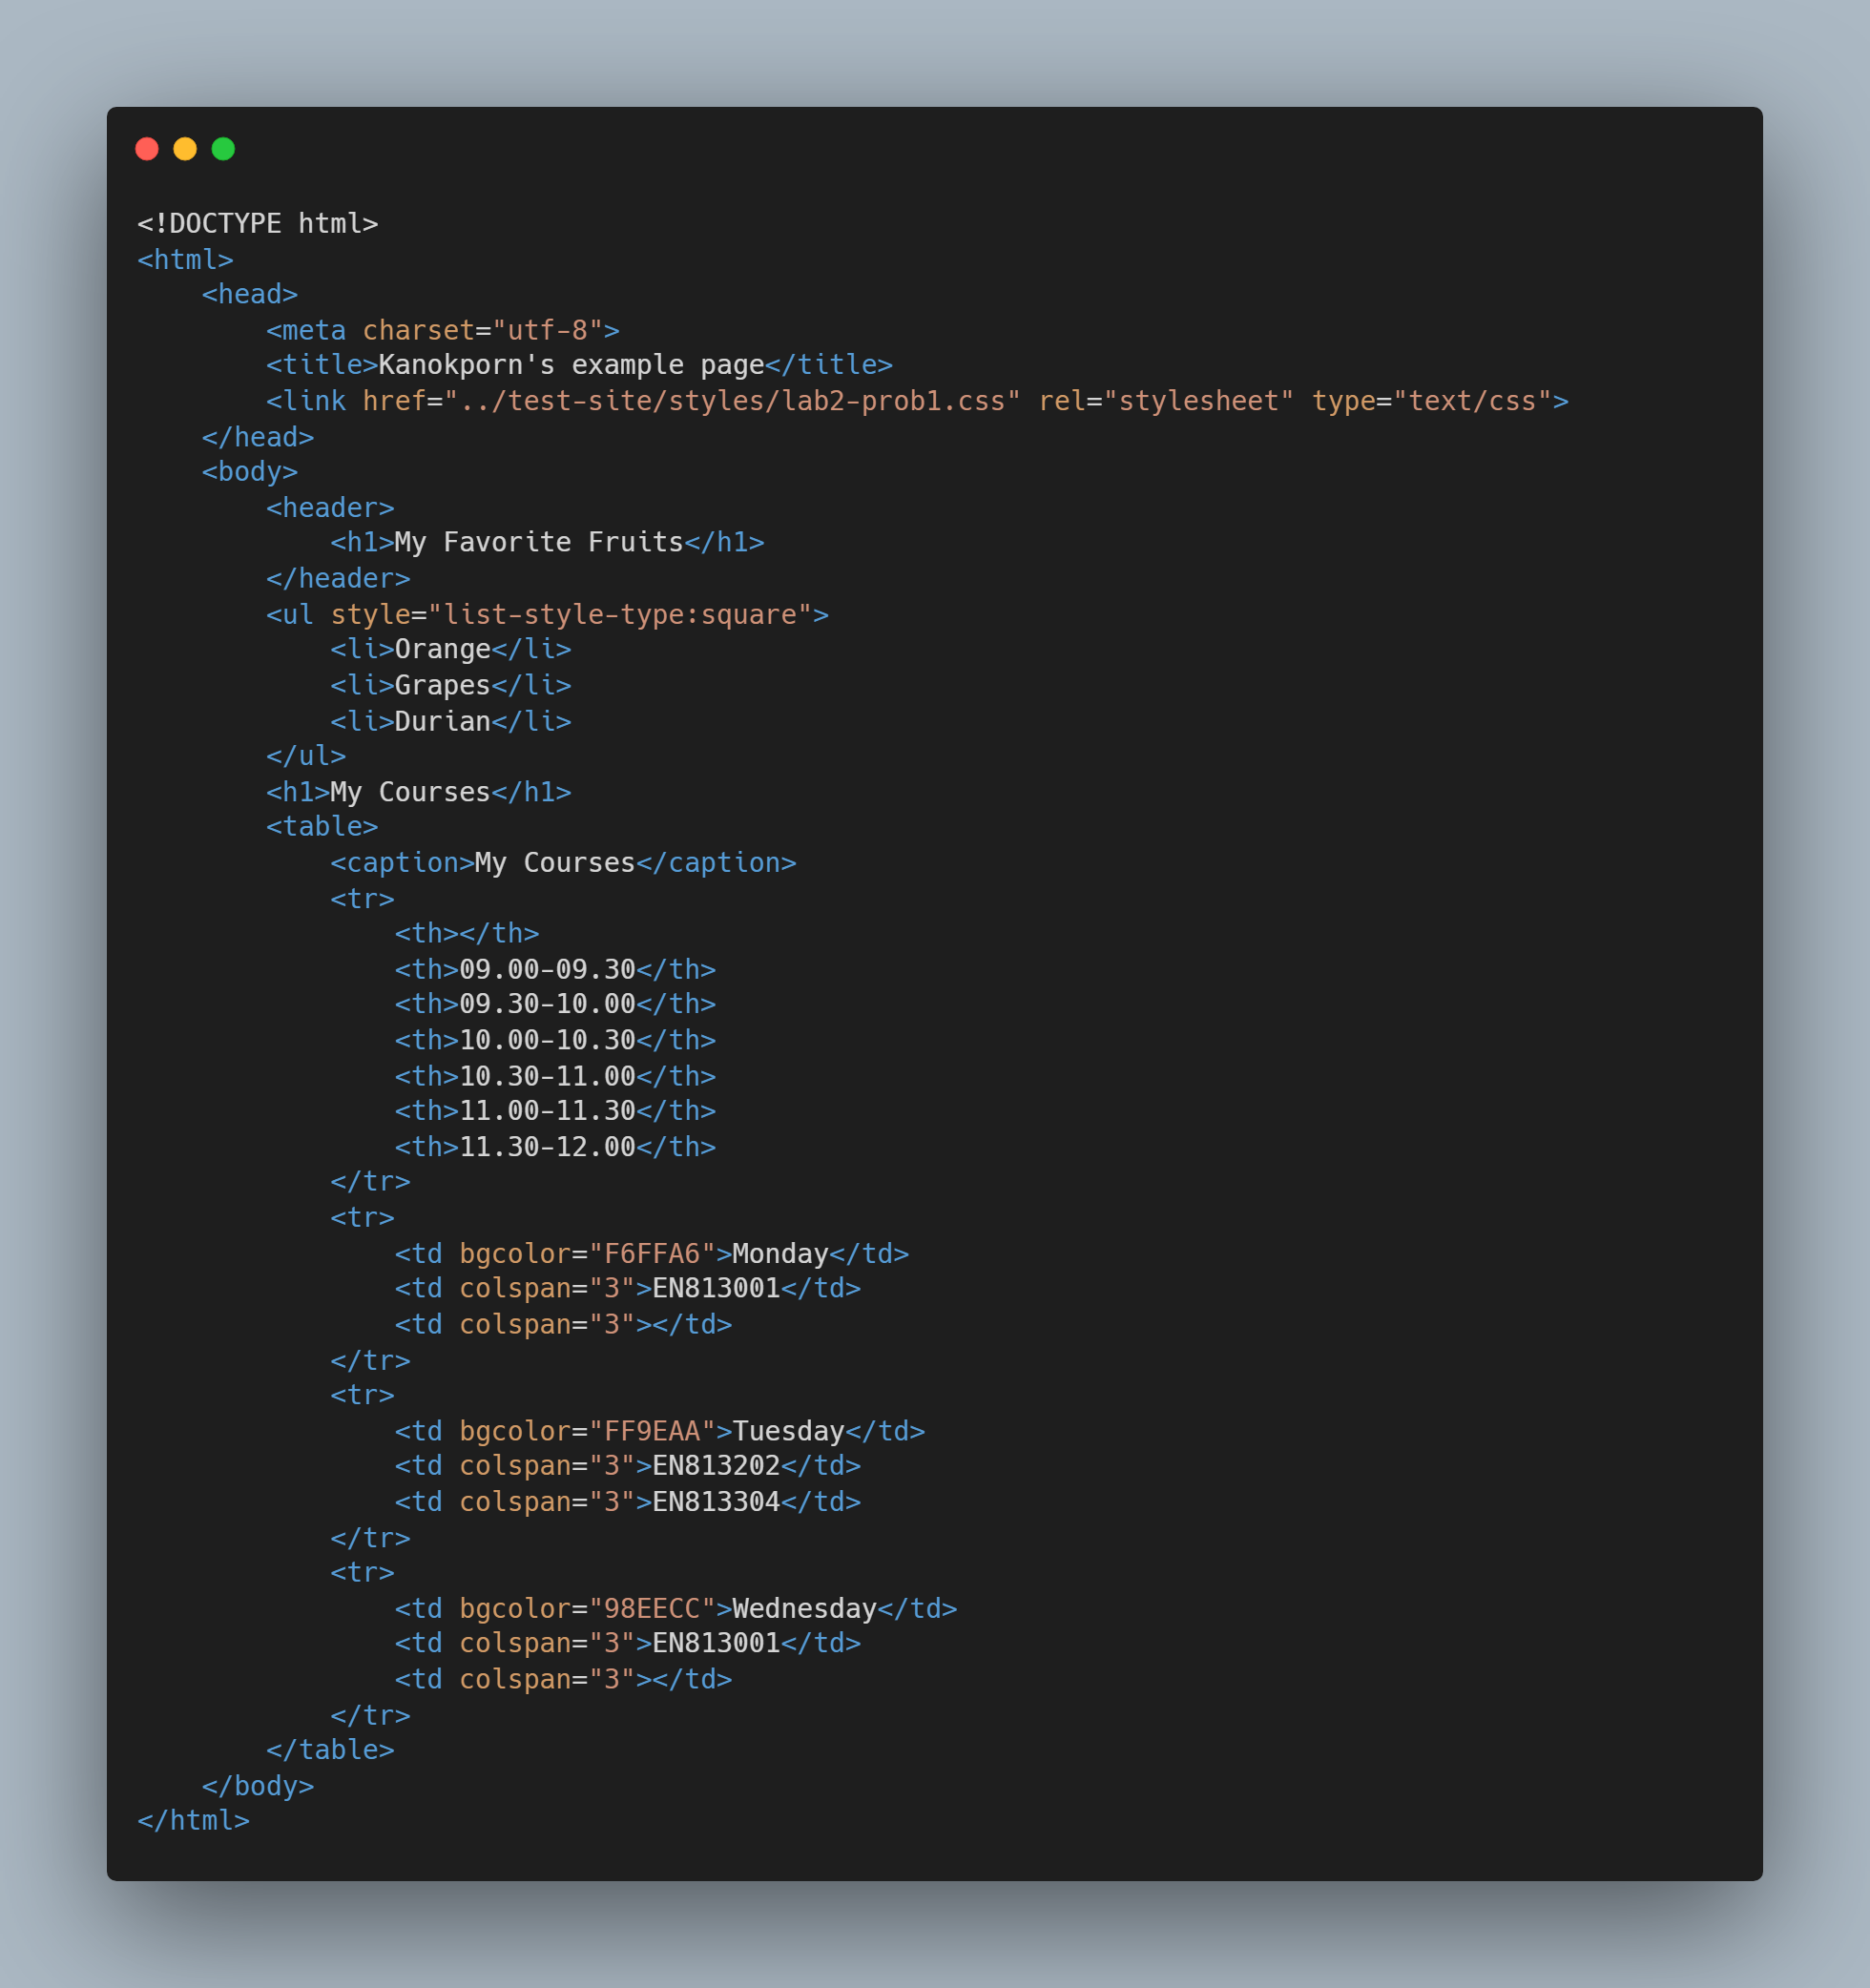 <!DOCTYPE html>
<html>
    <head>
        <meta charset="utf-8">
        <title>Kanokporn's example page</title>
        <link href="../test-site/styles/lab2-prob1.css" rel="stylesheet" type="text/css">
    </head>
    <body>
        <header>
            <h1>My Favorite Fruits</h1>
        </header>
        <ul style="list-style-type:square">
            <li>Orange</li>
            <li>Grapes</li>
            <li>Durian</li>
        </ul>
        <h1>My Courses</h1>
        <table>
            <caption>My Courses</caption>
            <tr>
                <th></th>
                <th>09.00-09.30</th>
                <th>09.30-10.00</th>
                <th>10.00-10.30</th>
                <th>10.30-11.00</th>
                <th>11.00-11.30</th>
                <th>11.30-12.00</th>
            </tr>
            <tr>
                <td bgcolor="F6FFA6">Monday</td>
                <td colspan="3">EN813001</td>
                <td colspan="3"></td>
            </tr>
            <tr>
                <td bgcolor="FF9EAA">Tuesday</td>
                <td colspan="3">EN813202</td>
                <td colspan="3">EN813304</td>
            </tr>
            <tr>
                <td bgcolor="98EECC">Wednesday</td>
                <td colspan="3">EN813001</td>
                <td colspan="3"></td>
            </tr>
        </table>
    </body>
</html>